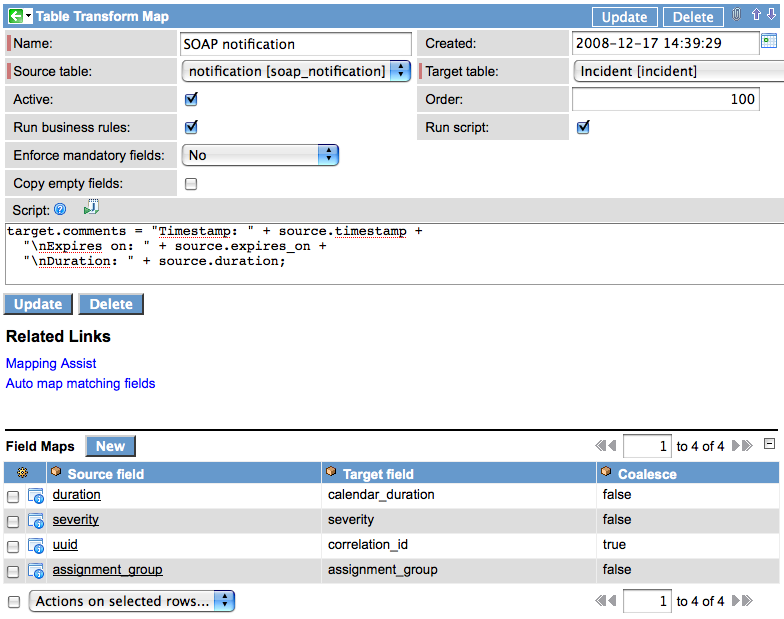 Table Transform Map Update Delete
Name: SOAP notification Created: 2008-12-17 14:39:29
Source table: notification [soap_notification] Target table: Incident [incident]
Active: Order: 100
Run business rules: Run script:
Enforce mandatory fields: No
Copy empty fields:
Script:
target.comments = "Timestamp: " + source.timestamp +
"\nExpires on: " + source.expires_on +
"\nDuration: " + source.duration;
Update Delete
Related Links
Mapping Assist
Auto map matching fields
Field Maps New 1 to 4 of 4
Source field Target field Coalesce
duration calendar_duration false
severity severity false
uuid correlation_id true
assignment_group assignment_group false
Actions on selected rows... 1 to 4 of 4